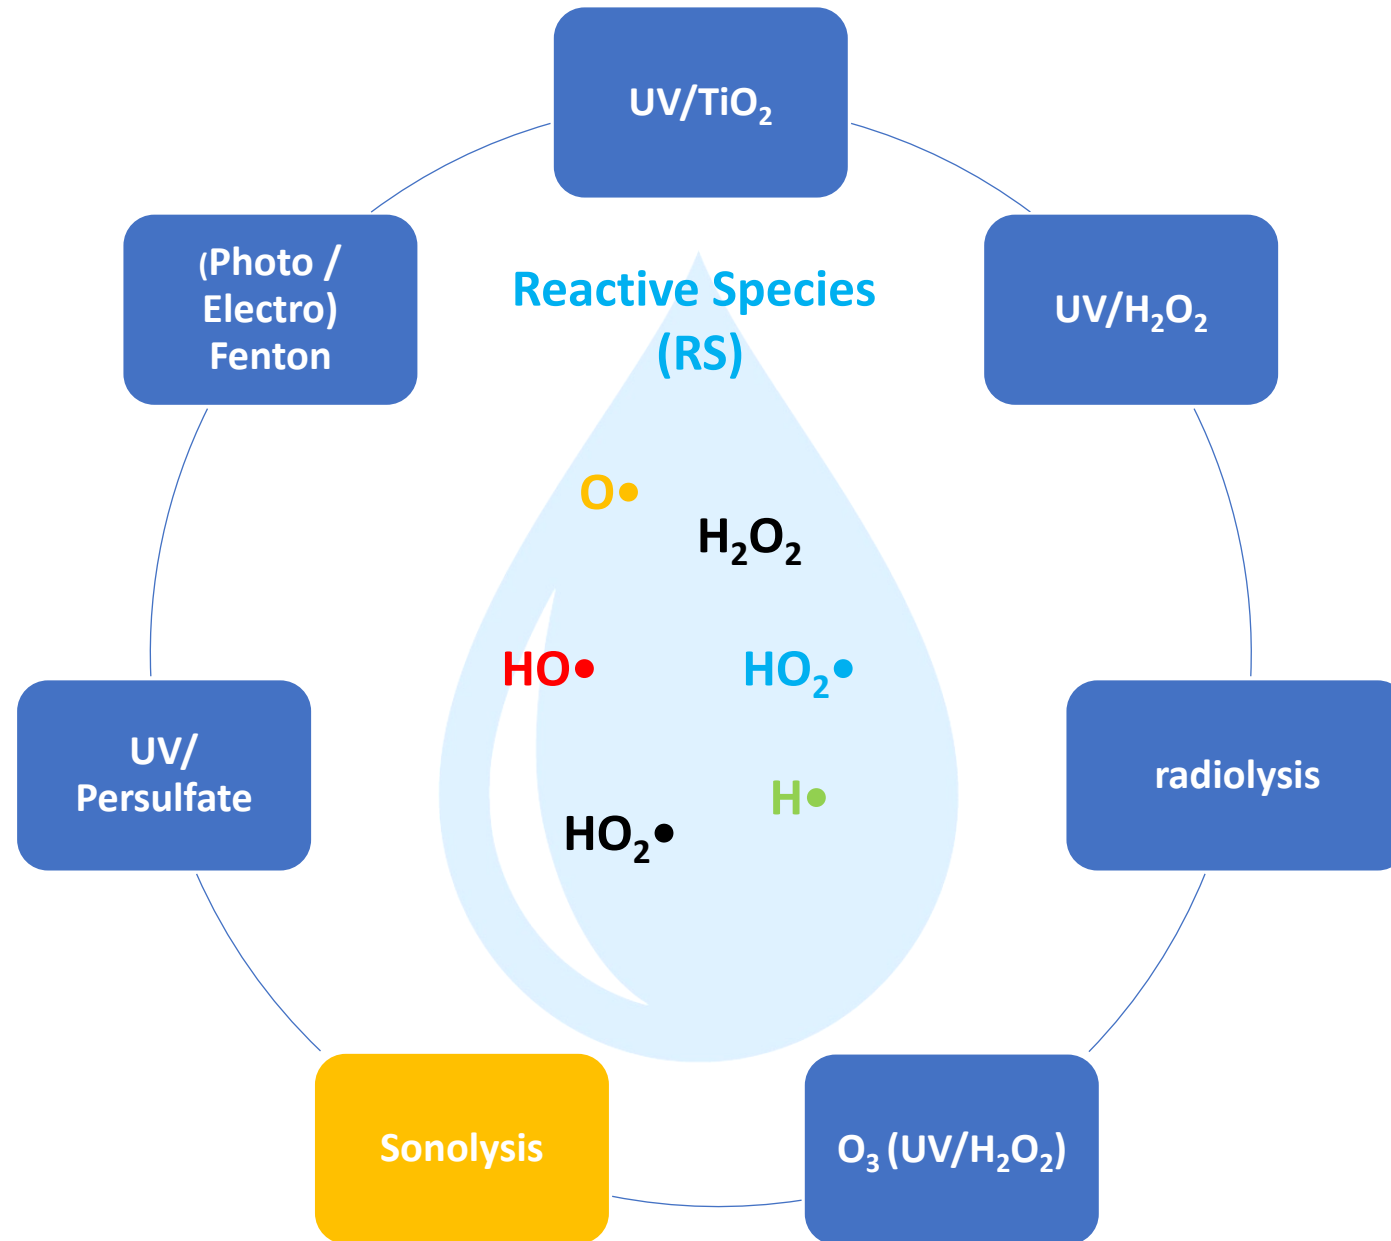 UV/TiO₂
(Photo /
Electro)
Fenton
Reactive Species
(RS)
UV/H₂O₂
O•
H₂O₂
HO•
HO₂•
UV/
Persulfate
radiolysis
H•
HO₂•
Sonolysis
O₃ (UV/H₂O₂)